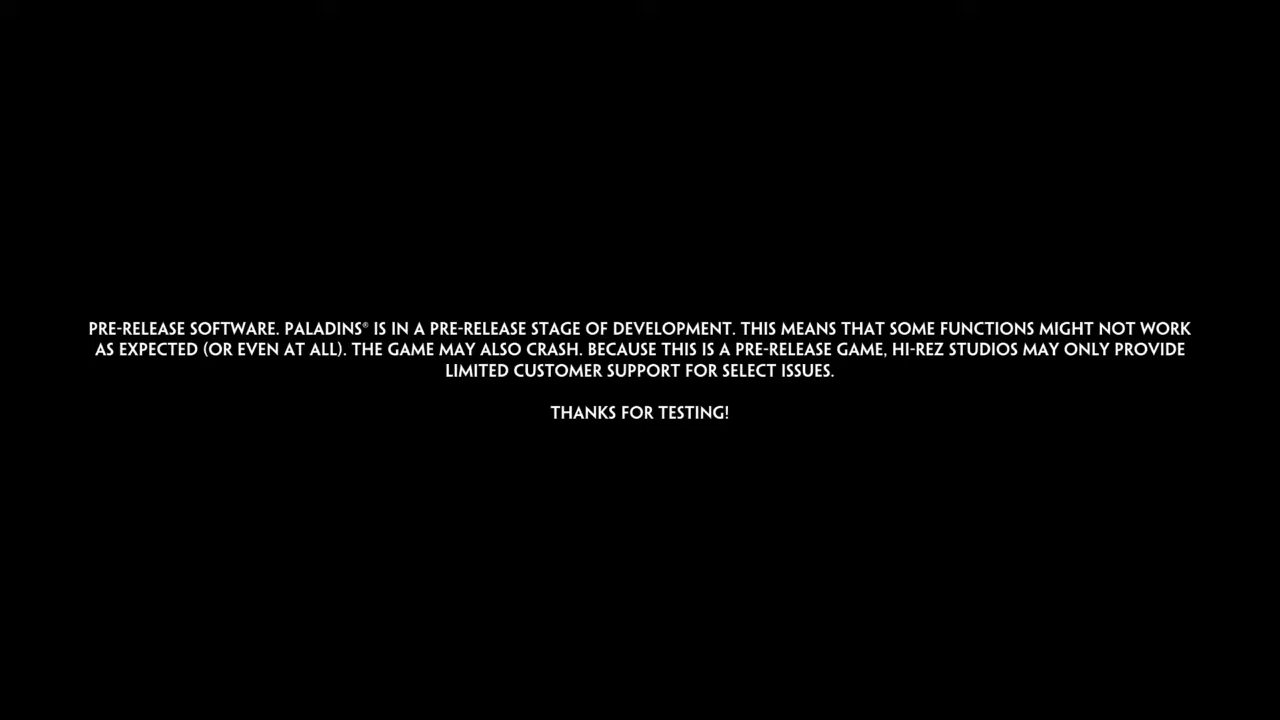 PRE-RELEASE SOFTWARE. PALADINS® IS IN A PRE-RELEASE STAGE OF DEVELOPMENT. THIS MEANS THAT SOME FUNCTIONS MIGHT NOT WORK
AS EXPECTED (OR EVEN AT ALL). THE GAME MAY ALSO CRASH. BECAUSE THIS IS A PRE-RELEASE GAME, HI-REZ STUDIOS MAY ONLY PROVIDE
LIMITED CUSTOMER SUPPORT FOR SELECT ISSUES.
THANKS FOR TESTING!